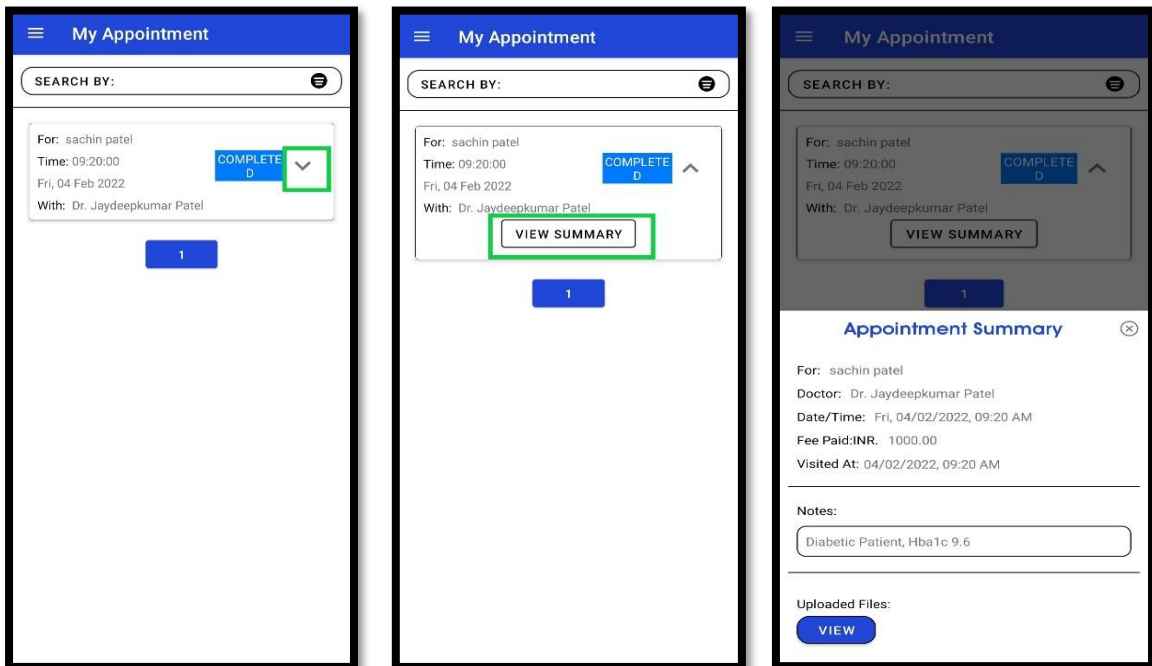 My Appointment
SEARCH BY:
For: sachin patel
Time: 09:20:00
COMPLETE
D
Fri, 04 Feb 2022
With: Dr. Jaydeepkumar Patel
1
My Appointment
SEARCH BY:
For: sachin patel
Time: 09:20:00
COMPLETE
D
Fri, 04 Feb 2022
With: Dr. Jaydeepkumar Patel
VIEW SUMMARY
1
My Appointment
SEARCH BY:
For: sachin patel
Time: 09:20:00
COMPLETE
D
Fri, 04 Feb 2022
With: Dr. Jaydeepkumar Patel
VIEW SUMMARY
1
Appointment Summary
For: sachin patel
Doctor: Dr. Jaydeepkumar Patel
Date/Time: Fri, 04/02/2022, 09:20 AM
Fee Paid:INR. 1000.00
Visited At: 04/02/2022, 09:20 AM
Notes:
Diabetic Patient, Hba1c 9.6
Uploaded Files:
VIEW